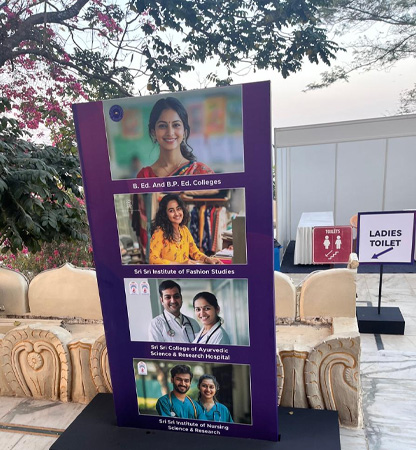 B. Ed. And B.P. Ed. Colleges
Sri Sri Institute of Fashion Studies
Sri Sri College of Ayurvedic
Science & Research Hospital
Sri Sri Institute of Nursing
Science & Research
TOILETS
LADIES
TOILET